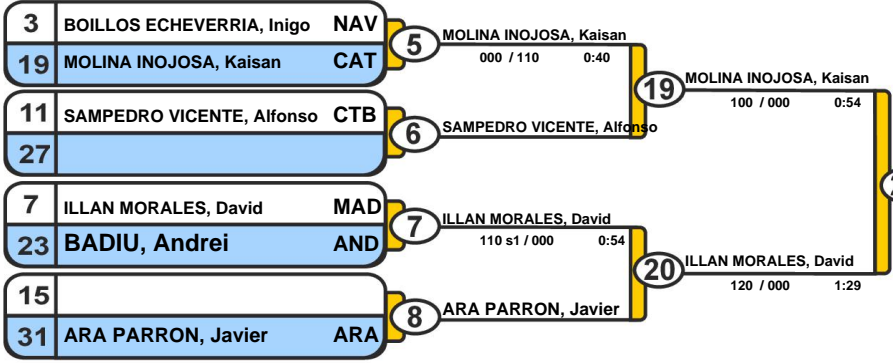 3 BOILLOS ECHEVERRIA, Inigo NAV
19 MOLINA INOJOSA, Kaisan CAT
5
MOLINA INOJOSA, Kaisan
000 / 110 0:40
11 SAMPEDRO VICENTE, Alfonso CTB
27
6
SAMPEDRO VICENTE, Alfonso
19
MOLINA INOJOSA, Kaisan
100 / 000 0:54
7 ILLAN MORALES, David MAD
23 BADIU, Andrei AND
7
ILLAN MORALES, David
110 s1 / 000 0:54
15
31 ARA PARRON, Javier ARA
8
ARA PARRON, Javier
20
ILLAN MORALES, David
120 / 000 1:29